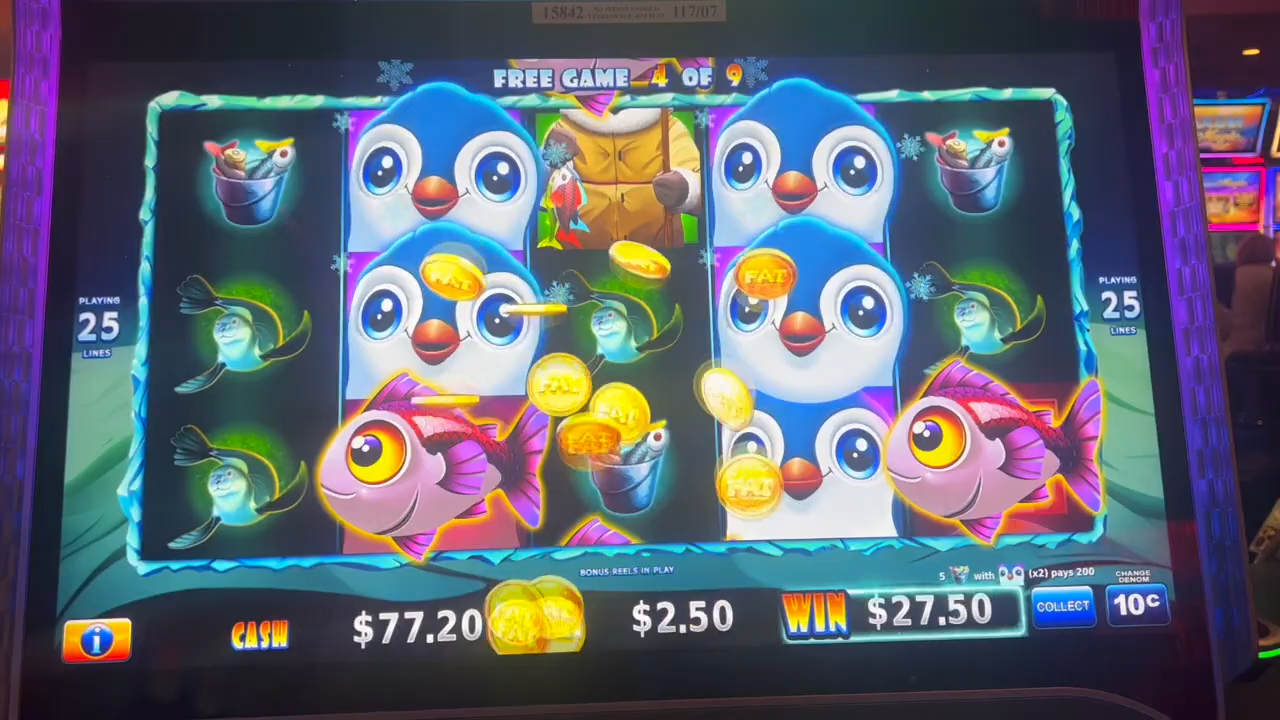 15842
117/07
FREE GAME 4 OF 9
PLAYING
25
LINES
PLAYING
25
LINES
FAT
FAT
FAT
FAT
FAT
FAT
BONUS REELS IN PLAY
5 with (x2) pays 200
CASH $77.20
$2.50
WIN $27.50
COLLECT
CHANGE
DENOM
10¢
i